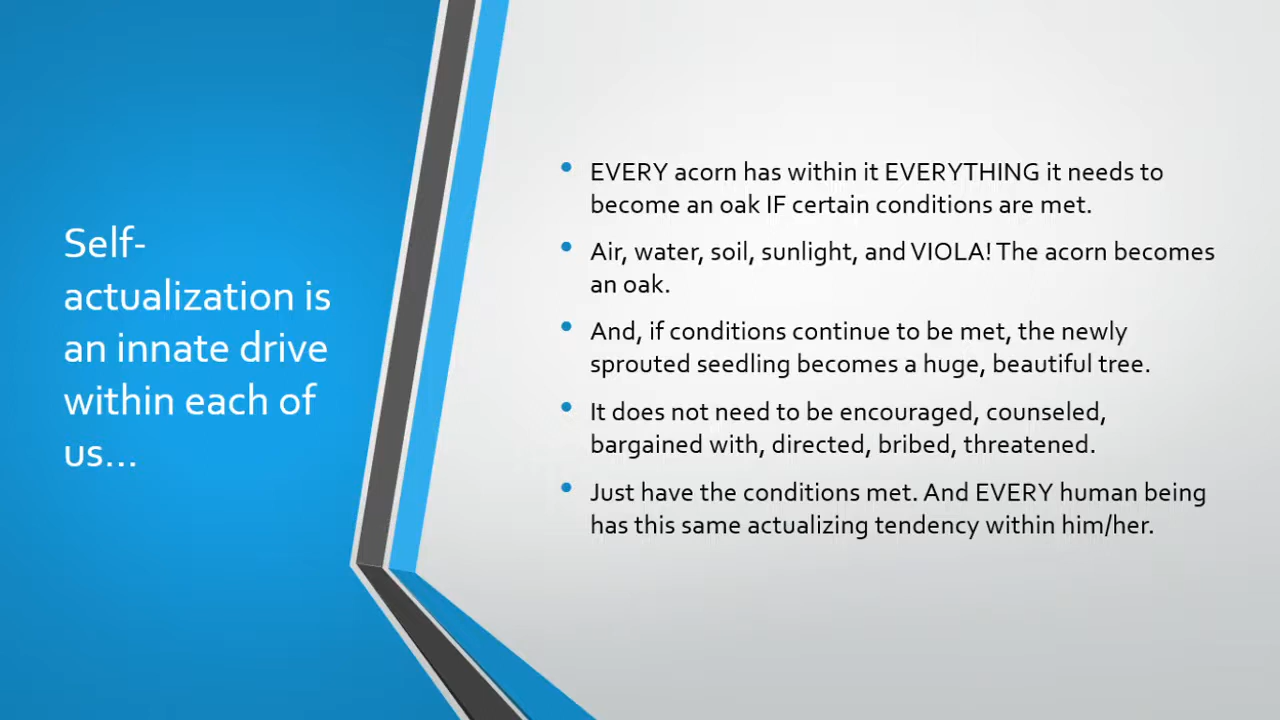 Self-
actualization is
an innate drive
within each of
us...
• EVERY acorn has within it EVERYTHING it needs to
become an oak IF certain conditions are met.
• Air, water, soil, sunlight, and VIOLA! The acorn becomes
an oak.
• And, if conditions continue to be met, the newly
sprouted seedling becomes a huge, beautiful tree.
• It does not need to be encouraged, counseled,
bargained with, directed, bribed, threatened.
• Just have the conditions met. And EVERY human being
has this same actualizing tendency within him/her.